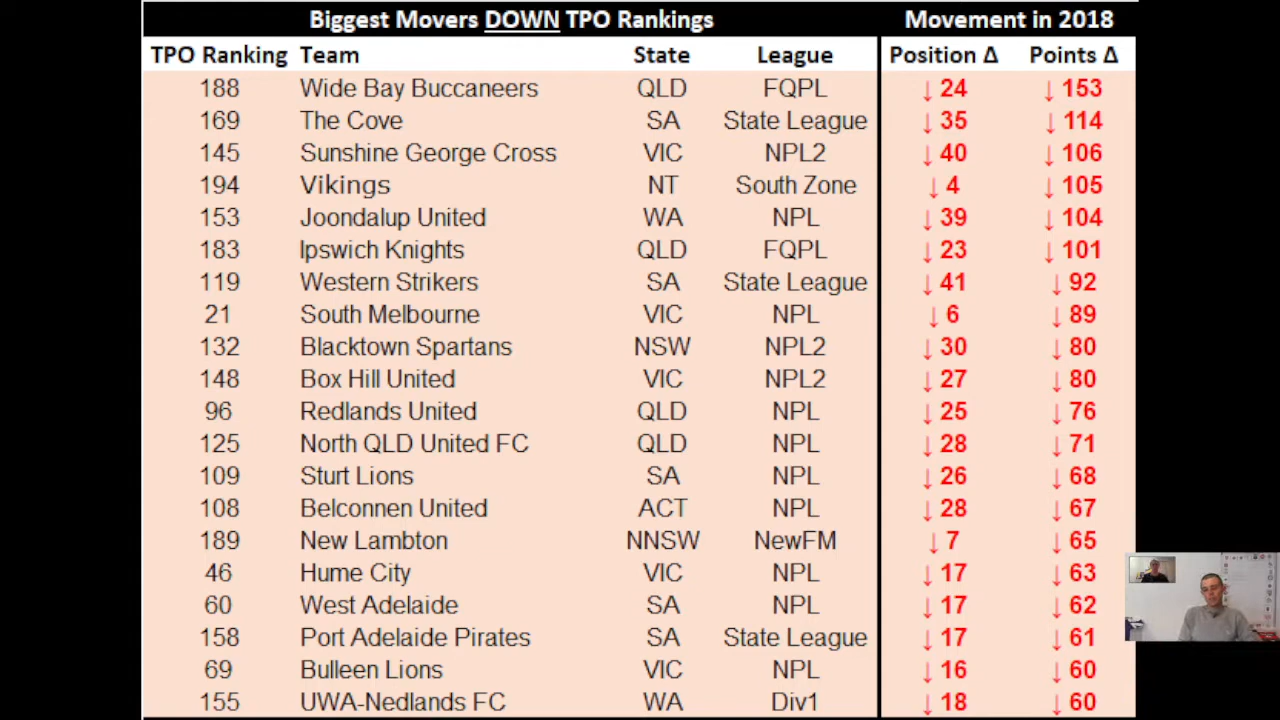 Biggest Movers DOWN TPO Rankings Movement in 2018
TPO Ranking Team State League Position Δ Points Δ
188 Wide Bay Buccaneers QLD FQPL ↓ 24 ↓ 153
169 The Cove SA State League ↓ 35 ↓ 114
145 Sunshine George Cross VIC NPL2 ↓ 40 ↓ 106
194 Vikings NT South Zone ↓ 4 ↓ 105
153 Joondalup United WA NPL ↓ 39 ↓ 104
183 Ipswich Knights QLD FQPL ↓ 23 ↓ 101
119 Western Strikers SA State League ↓ 41 ↓ 92
21 South Melbourne VIC NPL ↓ 6 ↓ 89
132 Blacktown Spartans NSW NPL2 ↓ 30 ↓ 80
148 Box Hill United VIC NPL2 ↓ 27 ↓ 80
96 Redlands United QLD NPL ↓ 25 ↓ 76
125 North QLD United FC QLD NPL ↓ 28 ↓ 71
109 Sturt Lions SA NPL ↓ 26 ↓ 68
108 Belconnen United ACT NPL ↓ 28 ↓ 67
189 New Lambton NNSW NewFM ↓ 7 ↓ 65
46 Hume City VIC NPL ↓ 17 ↓ 63
60 West Adelaide SA NPL ↓ 17 ↓ 62
158 Port Adelaide Pirates SA State League ↓ 17 ↓ 61
69 Bulleen Lions VIC NPL ↓ 16 ↓ 60
155 UWA-Nedlands FC WA Div1 ↓ 18 ↓ 60